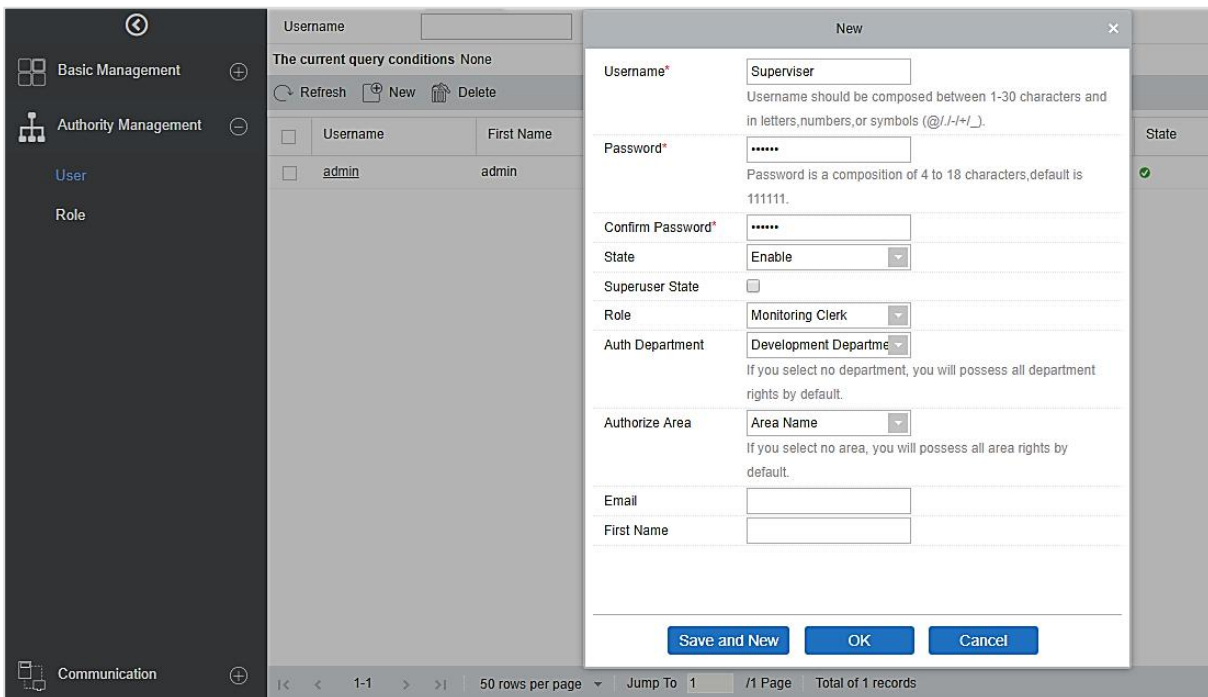 Basic Management
Authority Management
User
Role
Communication
Username
The current query conditions None
Refresh New Delete
Username First Name State
admin admin
New
Username* Superviser
Username should be composed between 1-30 characters and
in letters,numbers,or symbols (@/./-/+/_).
Password* ••••••
Password is a composition of 4 to 18 characters,default is
111111.
Confirm Password* ••••••
State Enable
Superuser State
Role Monitoring Clerk
Auth Department Development Departme
If you select no department, you will possess all department
rights by default.
Authorize Area Area Name
If you select no area, you will possess all area rights by
default.
Email
First Name
Save and New OK Cancel
1-1 50 rows per page Jump To 1 /1 Page Total of 1 records